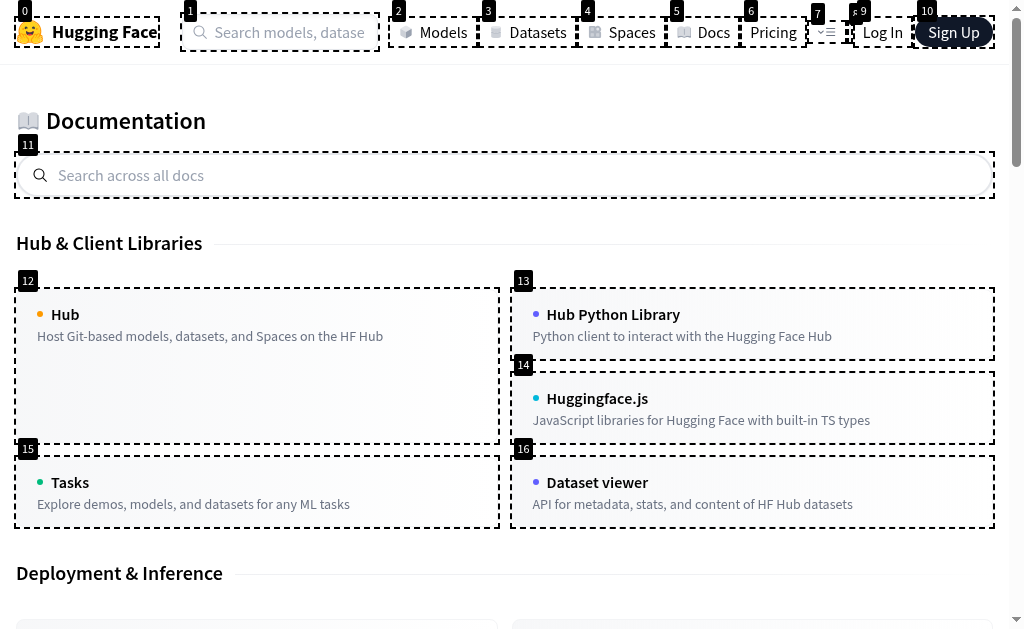 0 1 2 3 4 5 6 7 9 10
Hugging Face Search models, datase Models Datasets Spaces Docs Pricing Log In Sign Up
Documentation
11
Search across all docs
Hub & Client Libraries
12
Hub
Host Git-based models, datasets, and Spaces on the HF Hub
13
Hub Python Library
Python client to interact with the Hugging Face Hub
14
Huggingface.js
JavaScript libraries for Hugging Face with built-in TS types
15
Tasks
Explore demos, models, and datasets for any ML tasks
16
Dataset viewer
API for metadata, stats, and content of HF Hub datasets
Deployment & Inference